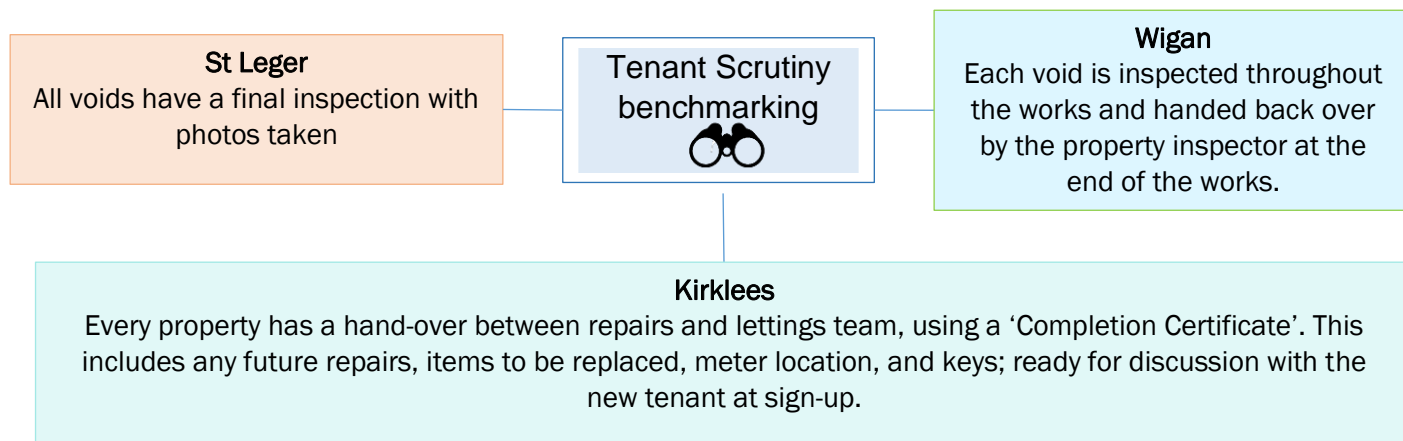 St Leger
All voids have a final inspection with
photos taken
Tenant Scrutiny
benchmarking
Wigan
Each void is inspected throughout
the works and handed back over
by the property inspector at the
end of the works.
Kirklees
Every property has a hand-over between repairs and lettings team, using a ‘Completion Certificate’. This
includes any future repairs, items to be replaced, meter location, and keys; ready for discussion with the
new tenant at sign-up.